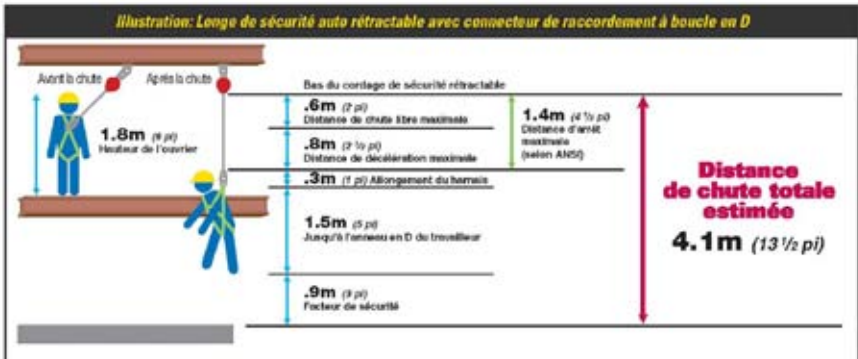 Illustration: Longe de sécurité auto rétractable avec connecteur de raccordement à boucle en D
Avant la chute
Après la chute
1.8m (6 pi)
Hauteur de l'ouvrier
Bas du cordage de sécurité rétractable
.6m (2 pi)
Distance de chute libre maximale
.8m (2 ½ pi)
Distance de décélération maximale
.3m (1 pi) Allongement du harnais
1.5m (5 pi)
Jusqu'à l'anneau en D du travailleur
.9m (3 pi)
Facteur de sécurité
1.4m (4 ½ pi)
Distance d'arrêt
maximale
(selon ANSI)
Distance
de chute totale
estimée
4.1m (13 ½ pi)